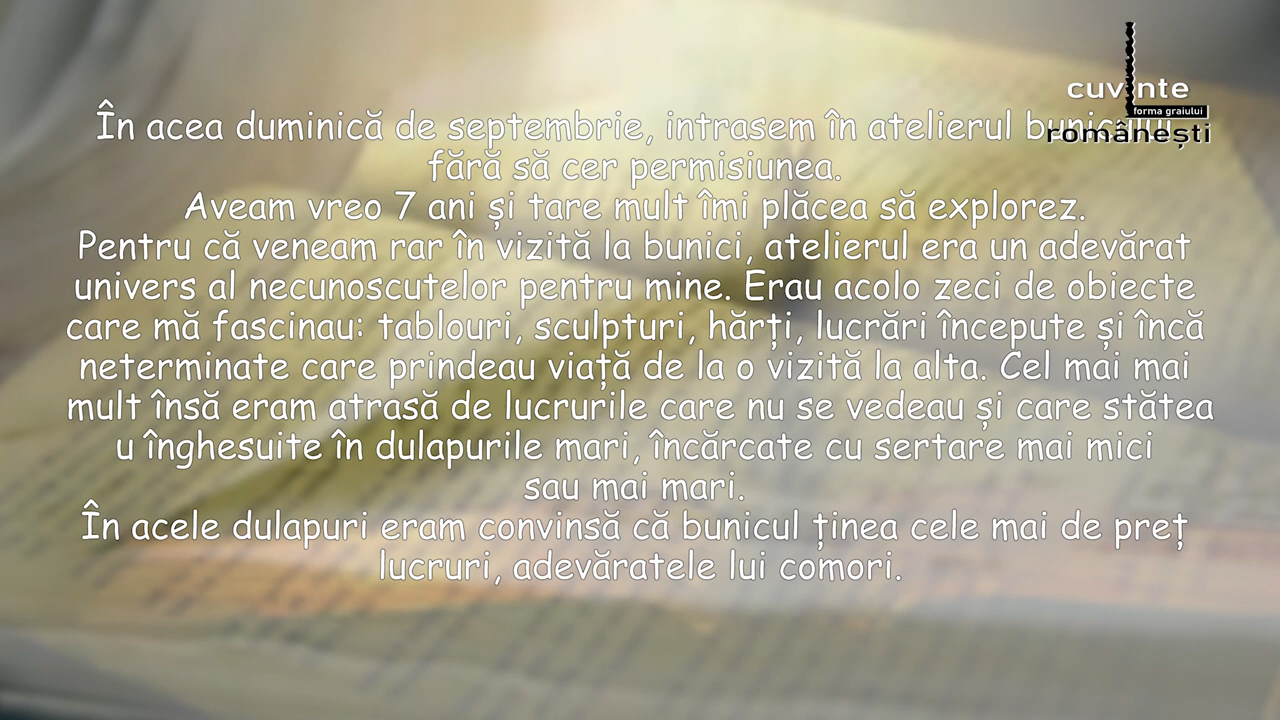 cuvinte
forma graiului
românești
În acea duminică de septembrie, intrasem în atelierul bunicului
fără să cer permisiunea.
Aveam vreo 7 ani și tare mult îmi plăcea să explorez.
Pentru că veneam rar în vizită la bunici, atelierul era un adevărat
univers al necunoscutelor pentru mine. Erau acolo zeci de obiecte
care mă fascinau: tablouri, sculpturi, hărți, lucrări începute și încă
neterminate care prindeau viață de la o vizită la alta. Cel mai mai
mult însă eram atrasă de lucrurile care nu se vedeau și care stătea
u înghesuite în dulapurile mari, încărcate cu sertare mai mici
sau mai mari.
În acele dulapuri eram convinsă că bunicul ținea cele mai de preț
lucruri, adevăratele lui comori.